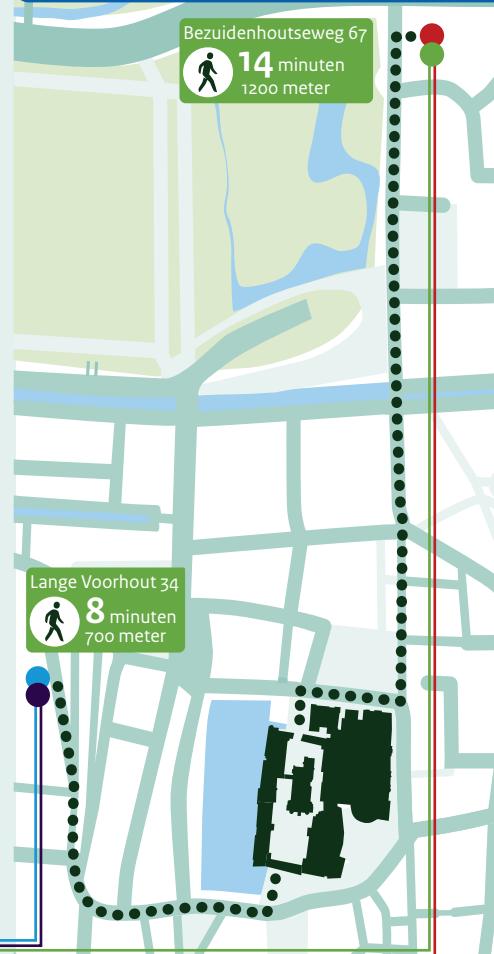 Bezuidenhoutseweg 67
14 minuten
1200 meter
Lange Voorhout 34
8 minuten
700 meter